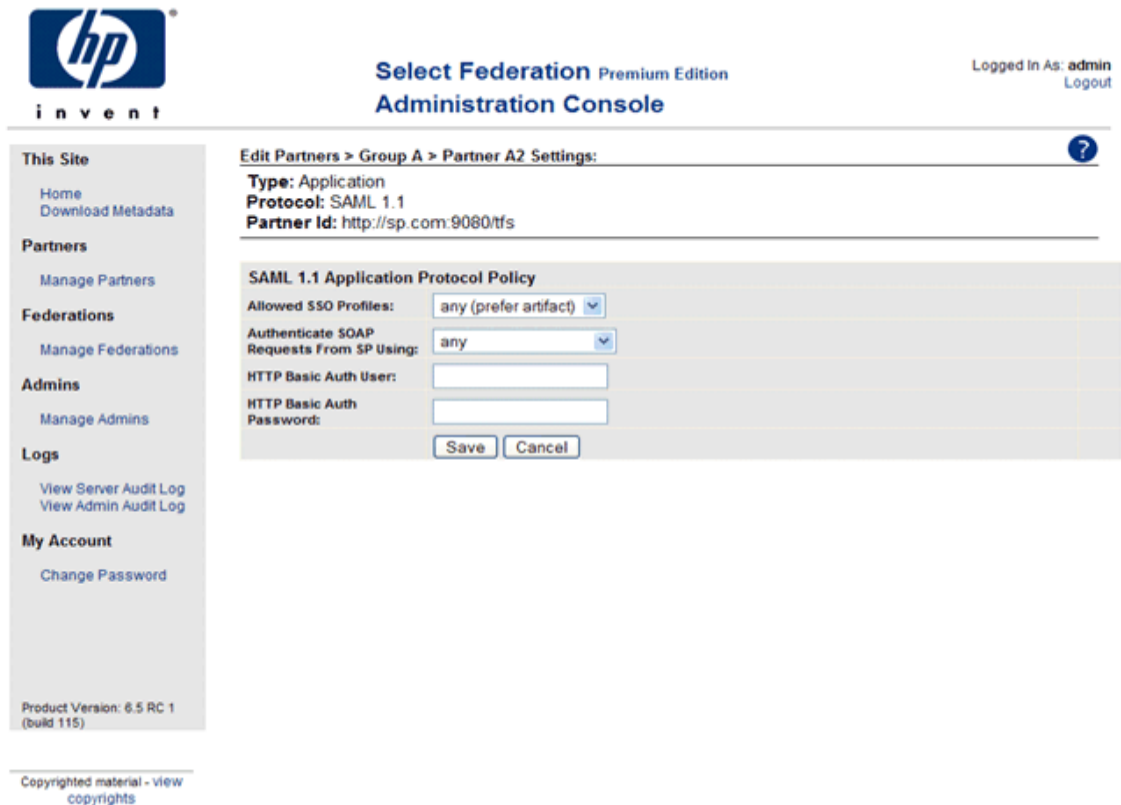 hp
invent
Select Federation Premium Edition
Administration Console
Logged In As: admin
Logout
This Site
Home
Download Metadata
Partners
Manage Partners
Federations
Manage Federations
Admins
Manage Admins
Logs
View Server Audit Log
View Admin Audit Log
My Account
Change Password
Product Version: 6.5 RC 1
(build 115)
Copyrighted material - view
copyrights
Edit Partners > Group A > Partner A2 Settings:
?
Type: Application
Protocol: SAML 1.1
Partner Id: http://sp.com:9080/tfs
SAML 1.1 Application Protocol Policy
Allowed SSO Profiles: any (prefer artifact)
Authenticate SOAP
Requests From SP Using: any
HTTP Basic Auth User:
HTTP Basic Auth
Password:
Save Cancel